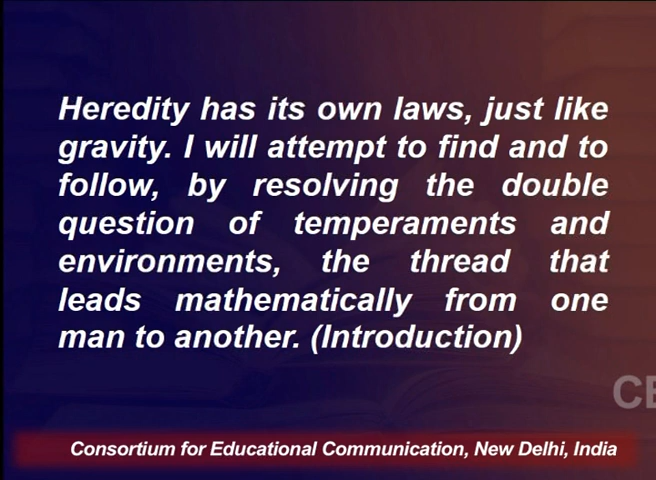 Heredity has its own laws, just like
gravity. I will attempt to find and to
follow, by resolving the double
question of temperaments and
environments, the thread that
leads mathematically from one
man to another. (Introduction)
CE
Consortium for Educational Communication, New Delhi, India